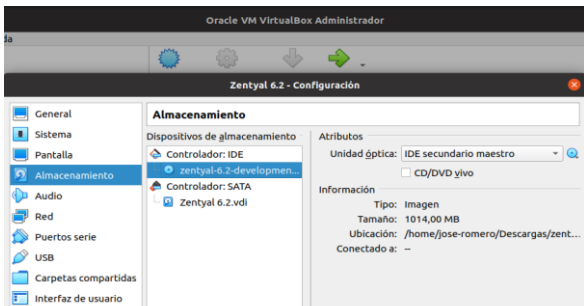 Oracle VM VirtualBox Administrador
da
Zentyal 6.2 - Configuración
General
Sistema
Pantalla
Almacenamiento
Audio
Red
Puertos serie
USB
Carpetas compartidas
Interfaz de usuario
Almacenamiento
Dispositivos de almacenamiento
Controlador: IDE
zentyal-6.2-developmen...
Controlador: SATA
Zentyal 6.2.vdi
Atributos
Unidad óptica: IDE secundario maestro
CD/DVD vivo
Información
Tipo: Imagen
Tamaño: 1014,00 MB
Ubicación: /home/jose-romero/Descargas/zent...
Conectado a: --